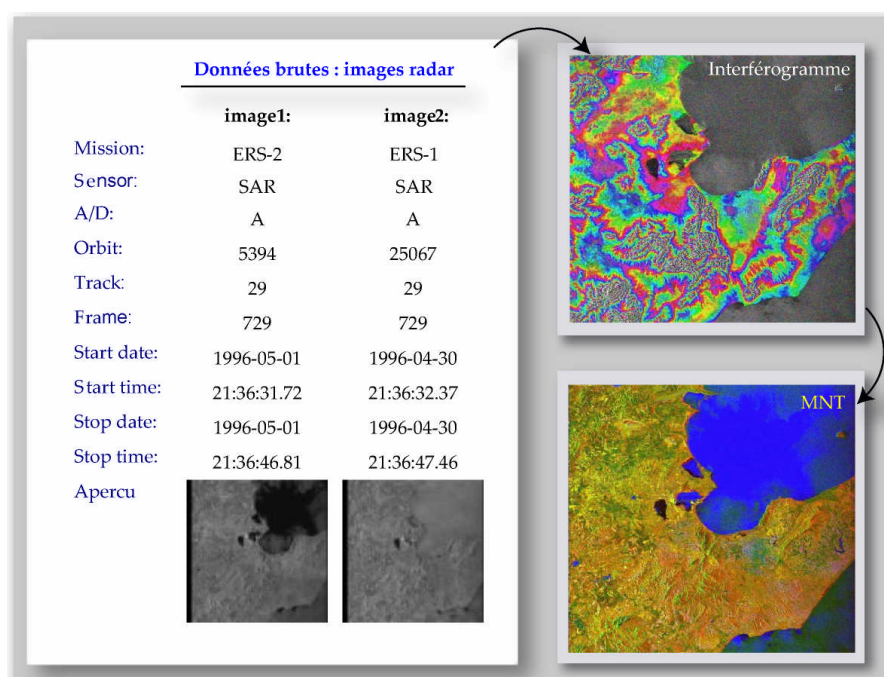 Données brutes : images radar
image1: image2:
Mission: ERS-2 ERS-1
Sensor: SAR SAR
A/D: A A
Orbit: 5394 25067
Track: 29 29
Frame: 729 729
Start date: 1996-05-01 1996-04-30
Start time: 21:36:31.72 21:36:32.37
Stop date: 1996-05-01 1996-04-30
Stop time: 21:36:46.81 21:36:47.46
Apercu
Interférogramme
MNT